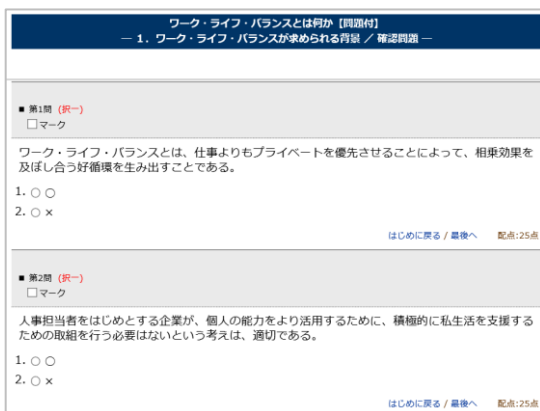 ワーク・ライフ・バランスとは何か【問題付】
― 1．ワーク・ライフ・バランスが求められる背景 ／ 確認問題 ―
■ 第1問 (択一)
マーク
ワーク・ライフ・バランスとは、仕事よりもプライベートを優先させることによって、相乗効果を
及ぼし合う好循環を生み出すことである。
1. ○
2. ×
はじめに戻る / 最後へ 配点:25点
■ 第2問 (択一)
マーク
人事担当者をはじめとする企業が、個人の能力をより活用するために、積極的に私生活を支援する
ための取組を行う必要はないという考えは、適切である。
1. ○
2. ×
はじめに戻る / 最後へ 配点:25点